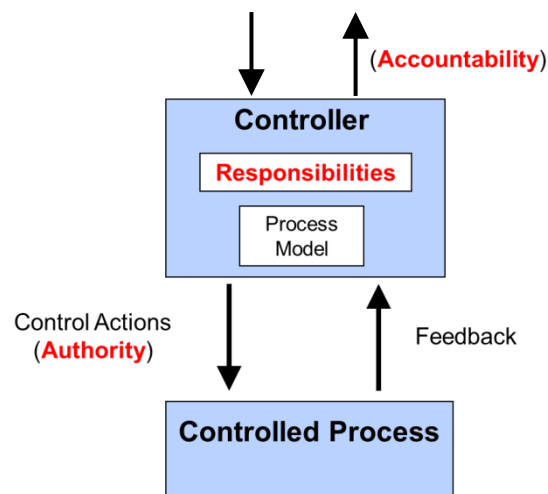 (Accountability)
Controller
Responsibilities
Process
Model
Control Actions
(Authority)
Feedback
Controlled Process